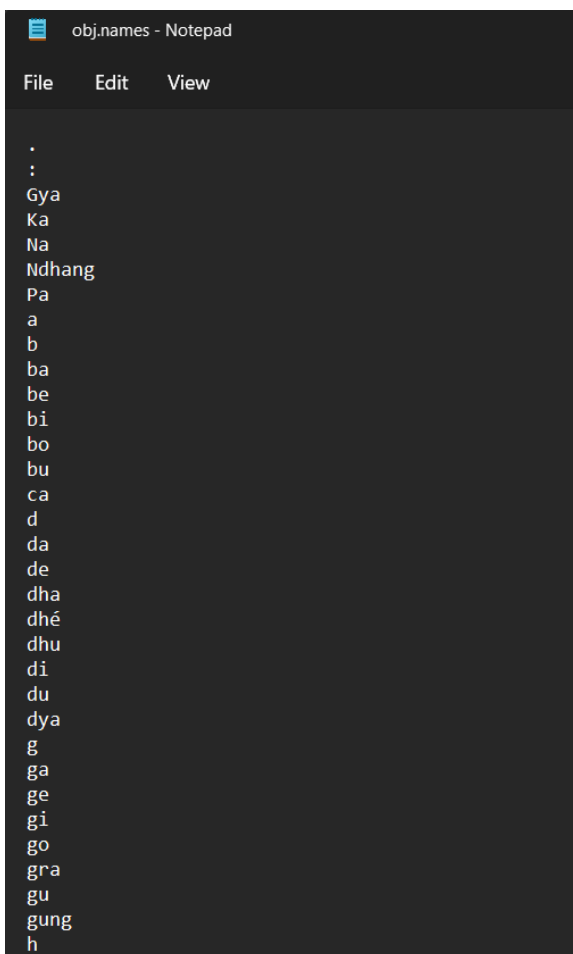 obj.names - Notepad
File Edit View
.
:
Gya
Ka
Na
Ndhang
Pa
a
b
ba
be
bi
bo
bu
ca
d
da
de
dha
dhé
dhu
di
du
dya
g
ga
ge
gi
go
gra
gu
gung
h